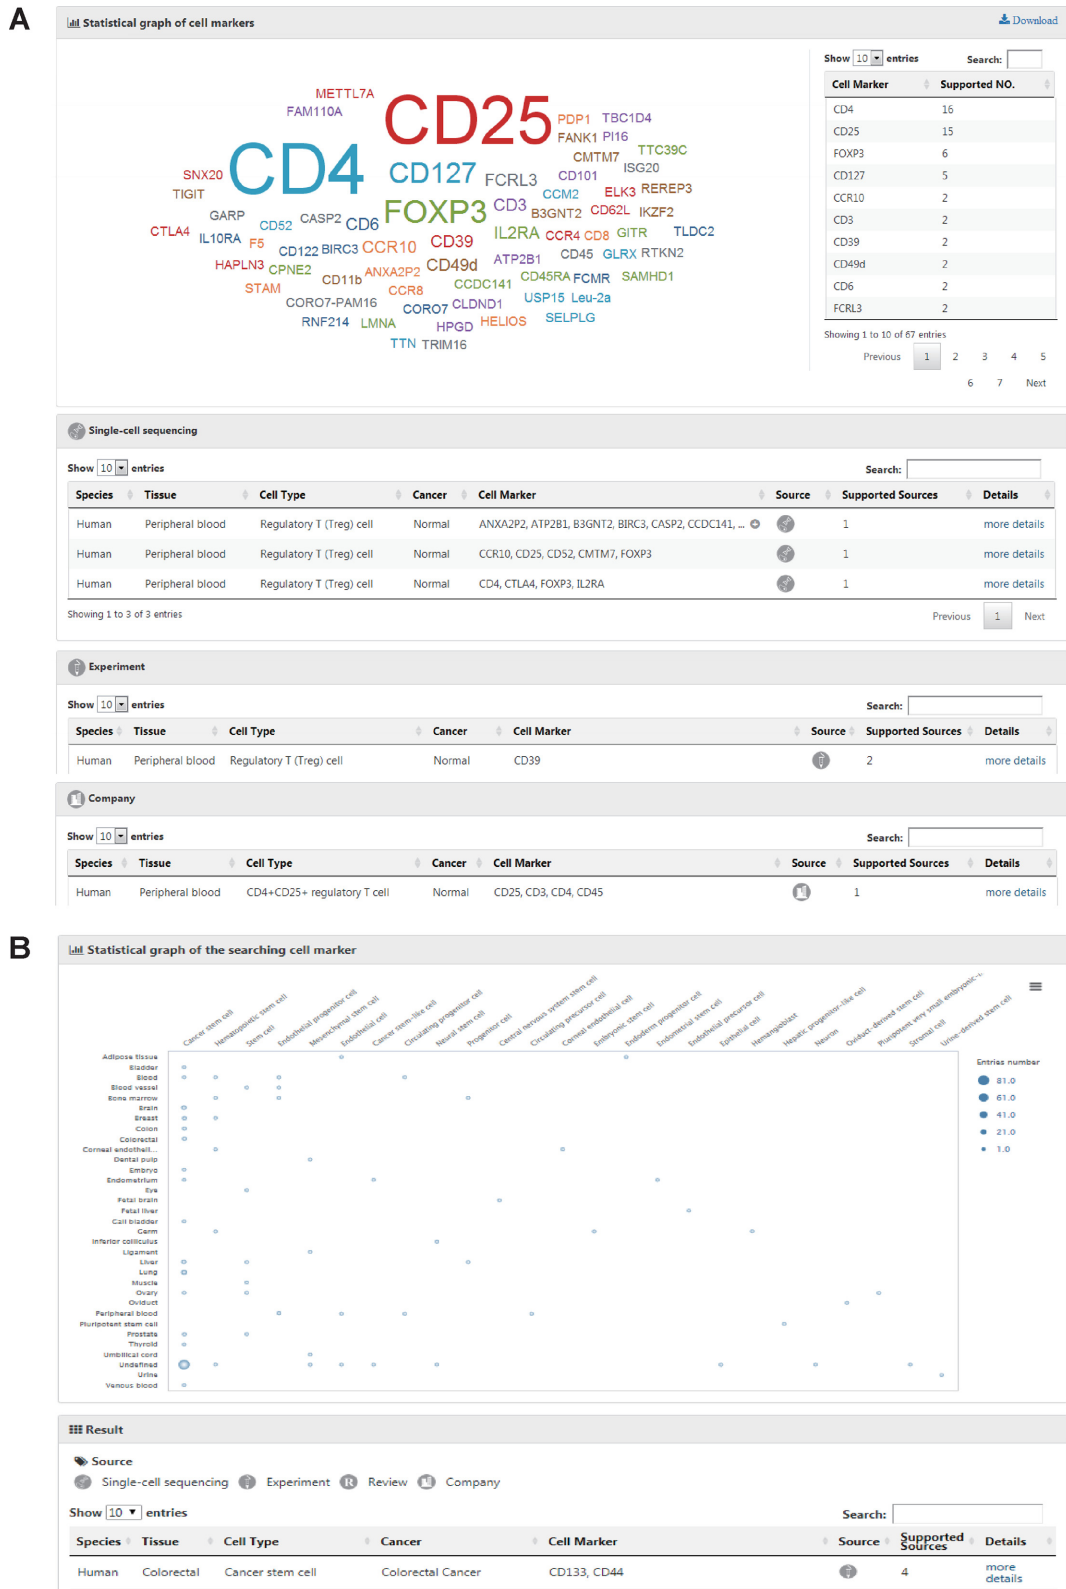 A
Statistical graph of cell markers
Download
METTL7A
FAM110A
CD25
PDP1 TBC1D4
FANK1 PI16
TTC39C
CMTM7
ISG20
CD4
CD127
FCRL3
CD101
SNX20
TIGIT
CCM2
ELK3 REREP3
GARP
CD52
CASP2
CD6
FOXP3
CD3
B3GNT2
CD62L
IKZF2
CTLA4
IL10RA
F5
CD122
BIRC3
CCR10
CD39
IL2RA
CCR4
CD8
GITR
TLDC2
HAPLN3
CPNE2
CD11b
ANXA2P2
CD49d
ATP2B1
CD45
GLRX
RTKN2
STAM
CCR8
CCDC141
CD45RA
FCMR
SAMHD1
CORO7-PAM16
CORO7
CLDND1
USP15
Leu-2a
RNF214
LMNA
HPGD
HELIOS
SELPLG
TTN
TRIM16
Show 10 entries
Search:
Cell Marker Supported NO.
CD4 16
CD25 15
FOXP3 6
CD127 5
CCR10 2
CD3 2
CD39 2
CD49d 2
CD6 2
FCRL3 2
Showing 1 to 10 of 67 entries
Previous 1 2 3 4 5
6 7 Next
Single-cell sequencing
Show 10 entries
Search:
Species Tissue Cell Type Cancer Cell Marker Source Supported Sources Details
Human Peripheral blood Regulatory T (Treg) cell Normal ANXA2P2, ATP2B1, B3GNT2, BIRC3, CASP2, CCDC141, ... 1 more details
Human Peripheral blood Regulatory T (Treg) cell Normal CCR10, CD25, CD52, CMTM7, FOXP3 1 more details
Human Peripheral blood Regulatory T (Treg) cell Normal CD4, CTLA4, FOXP3, IL2RA 1 more details
Showing 1 to 3 of 3 entries
Previous 1 Next
Experiment
Show 10 entries
Search:
Species Tissue Cell Type Cancer Cell Marker Source Supported Sources Details
Human Peripheral blood Regulatory T (Treg) cell Normal CD39 2 more details
Company
Show 10 entries
Search:
Species Tissue Cell Type Cancer Cell Marker Source Supported Sources Details
Human Peripheral blood CD4+CD25+ regulatory T cell Normal CD25, CD3, CD4, CD45 1 more details
B
Statistical graph of the searching cell marker
Cancer stem cell
Hematopoietic stem cell
Stem cell
Endothelial progenitor cell
Mesenchymal stem cell
Endothelial cell
Cancer stem-like cell
Circulating progenitor cell
Neural stem cell
Progenitor cell
Central nervous system stem cell
Circulating precursor cell
Corneal endothelial cell
Embryonic stem cell
Endoderm progenitor cell
Endometrial stem cell
Endothelial precursor cell
Epithelial cell
Hemangioblast
Hepatic progenitor-like cell
Neuron
Oviduct-derived stem cell
Pluripotent very small embryonic-
Stromal cell
Urine-derived stem cell
Adipose tissue
Bladder
Blood
Blood vessel
Bone marrow
Brain
Breast
Colon
Colorectal
Corneal endotheli...
Dental pulp
Embryo
Endometrium
Eye
Fetal brain
Fetal liver
Gall bladder
Germ
Inferior colliculus
Ligament
Liver
Lung
Muscle
Ovary
Oviduct
Peripheral blood
Pluripotent stem cell
Prostate
Thyroid
Umbilical cord
Undefined
Urine
Venous blood
Entries number
81.0
61.0
41.0
21.0
1.0
Result
Source
Single-cell sequencing Experiment R Review Company
Show 10 entries
Search:
Species Tissue Cell Type Cancer Cell Marker Source Supported Sources Details
Human Colorectal Cancer stem cell Colorectal Cancer CD133, CD44 4 more details